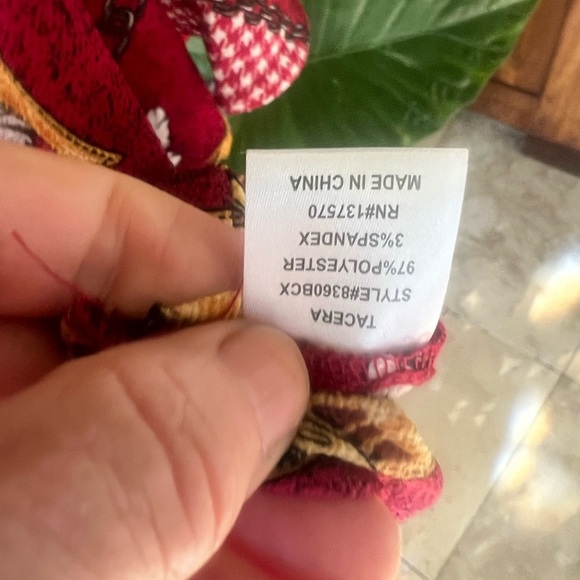 TACERA
STYLE#8360BCX
97%POLYESTER
3%SPANDEX
RN#137570
MADE IN CHINA